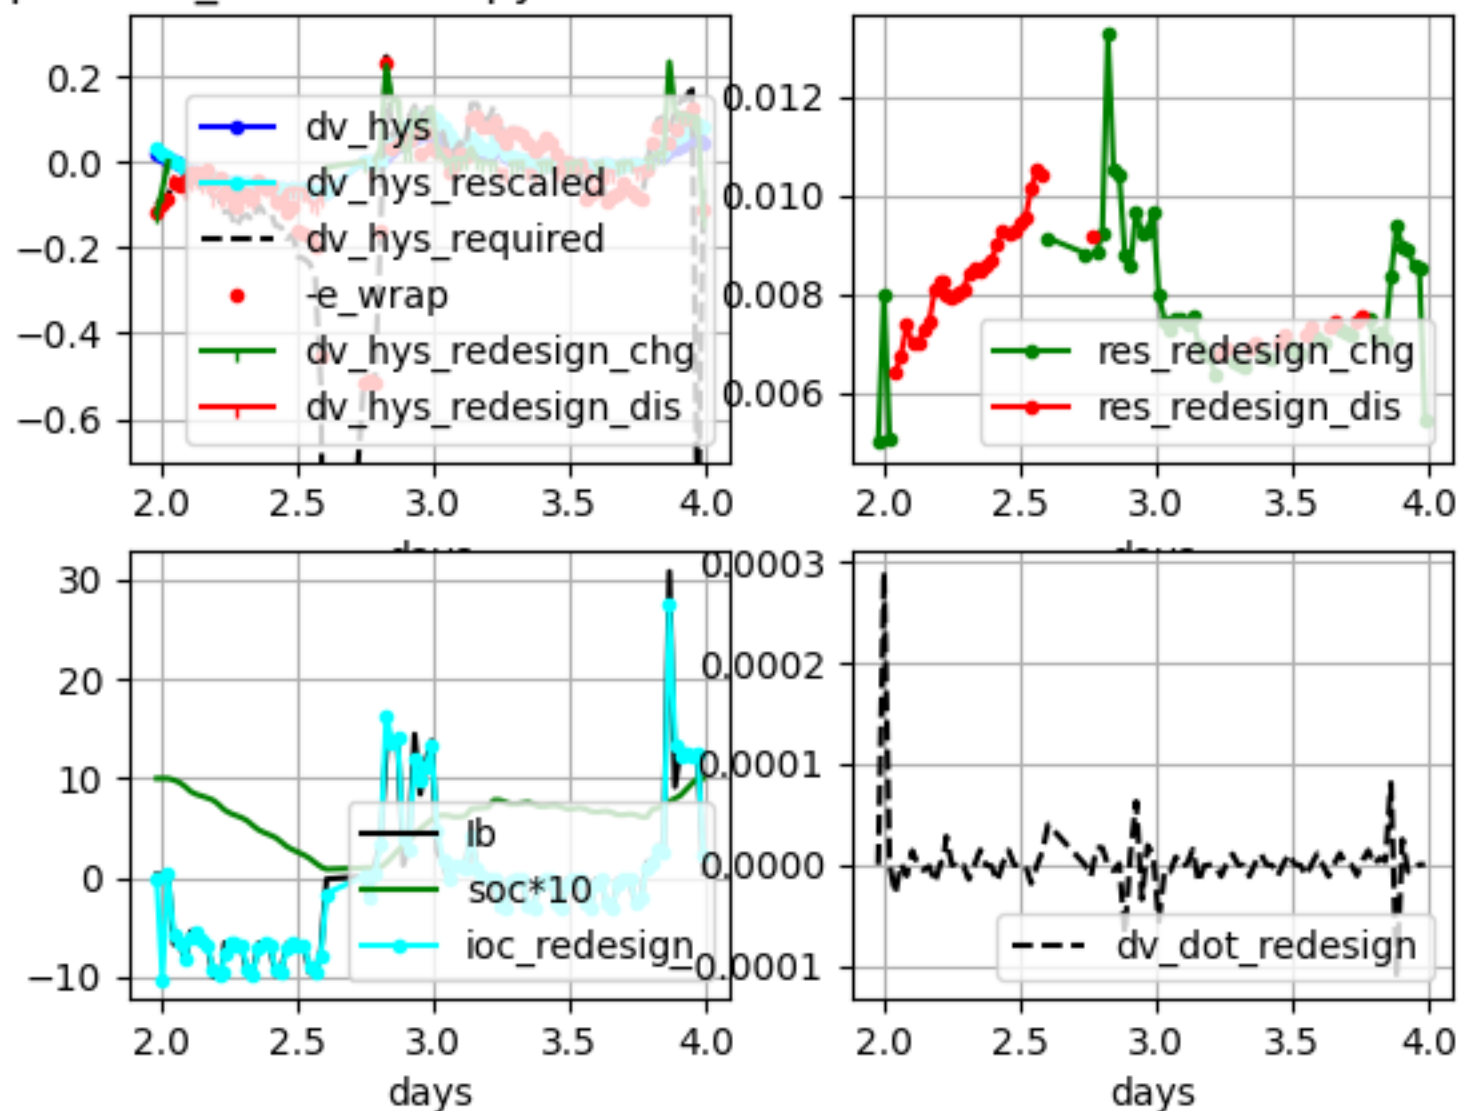 0.2
0.0
−0.2
−0.4
−0.6
dv_hys
dv_hys_rescaled
dv_hys_required
-e_wrap
dv_hys_redesign_chg
dv_hys_redesign_dis
2.0 2.5 3.0 3.5 4.0
days
0.012
0.010
0.008
0.006
res_redesign_chg
res_redesign_dis
2.0 2.5 3.0 3.5 4.0
days
30
20
10
0
−10
Ib
soc*10
ioc_redesign
2.0 2.5 3.0 3.5 4.0
days
0.0003
0.0002
0.0001
0.0000
0.0001
dv_dot_redesign
2.0 2.5 3.0 3.5 4.0
days